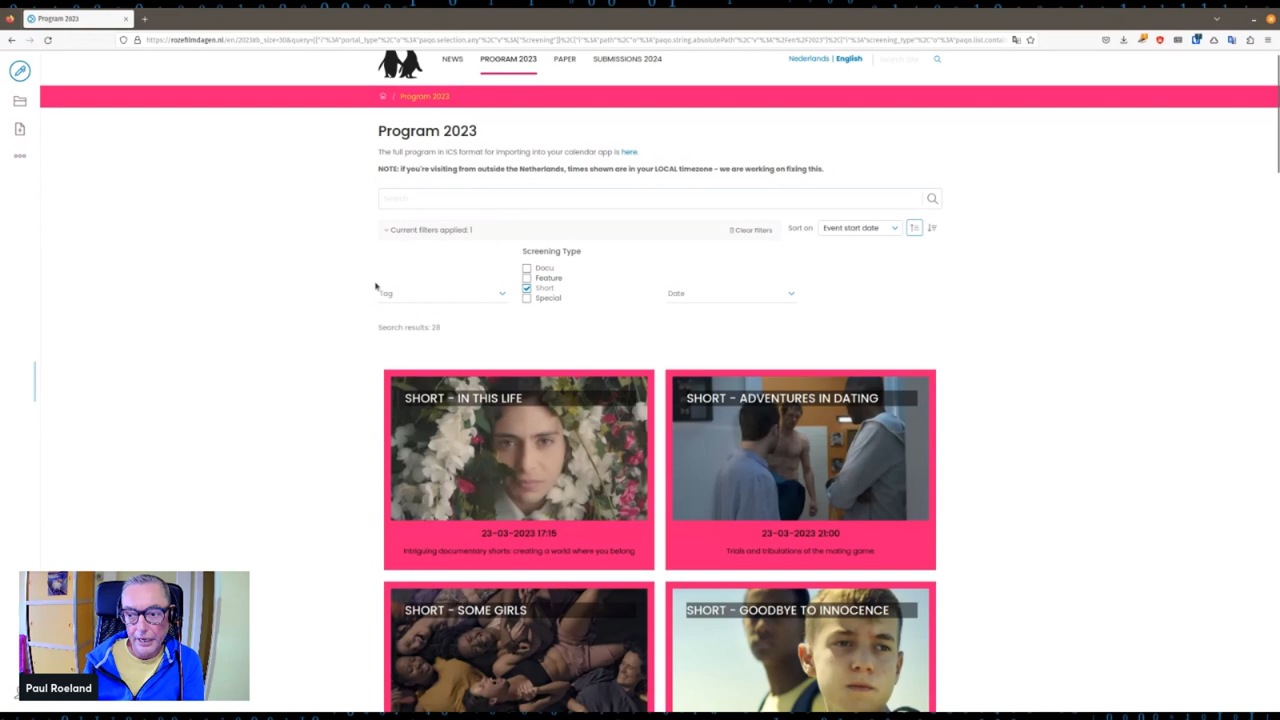 Program 2023
NEWS PROGRAM 2023 PAPER SUBMISSIONS 2024
Nederlands | English
Search Site
/ Program 2023
Program 2023
The full program in ICS format for importing into your calendar app is here.
NOTE: if you're visiting from outside the Netherlands, times shown are in your LOCAL timezone - we are working on fixing this.
Search
Current filters applied: 1
Clear filters
Sort on Event start date
Screening Type
Docu
Feature
Short
Special
Tag
Date
Search results: 28
SHORT - IN THIS LIFE
23-03-2023 17:15
Intriguing documentary shorts: creating a world where you belong
SHORT - ADVENTURES IN DATING
23-03-2023 21:00
Trials and tribulations of the mating game
SHORT - SOME GIRLS
SHORT - GOODBYE TO INNOCENCE
Paul Roeland